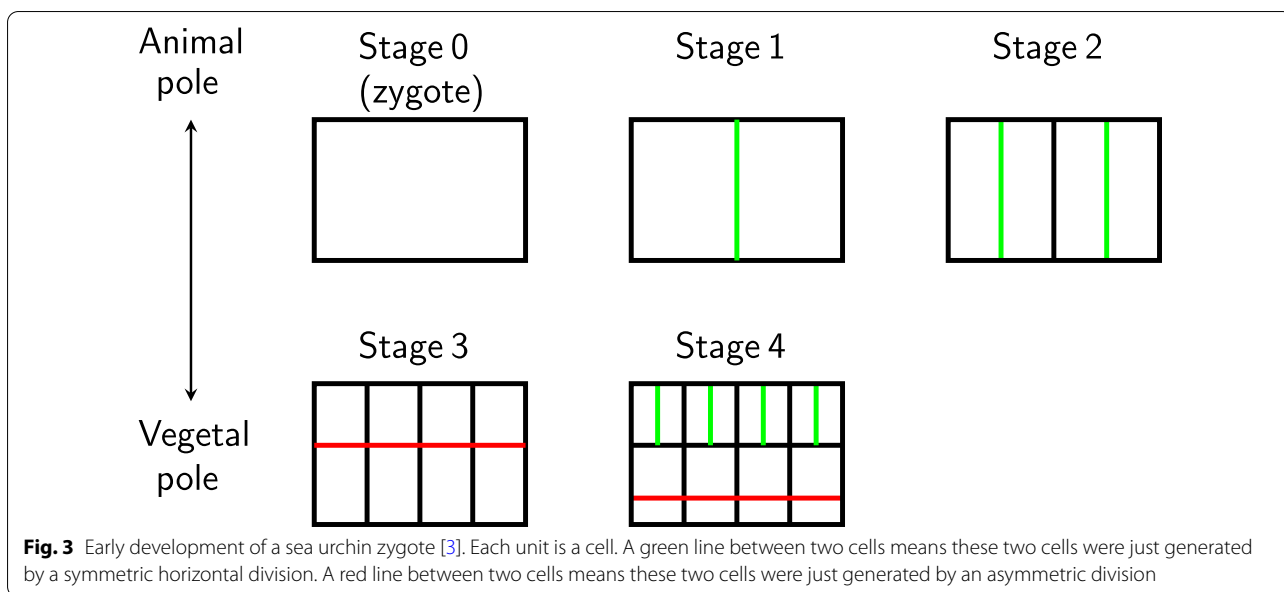 Animal
pole
Stage 0
(zygote)
Stage 1
Stage 2
Stage 3
Stage 4
Vegetal
pole
Fig. 3 Early development of a sea urchin zygote [3]. Each unit is a cell. A green line between two cells means these two cells were just generated
by a symmetric horizontal division. A red line between two cells means these two cells were just generated by an asymmetric division